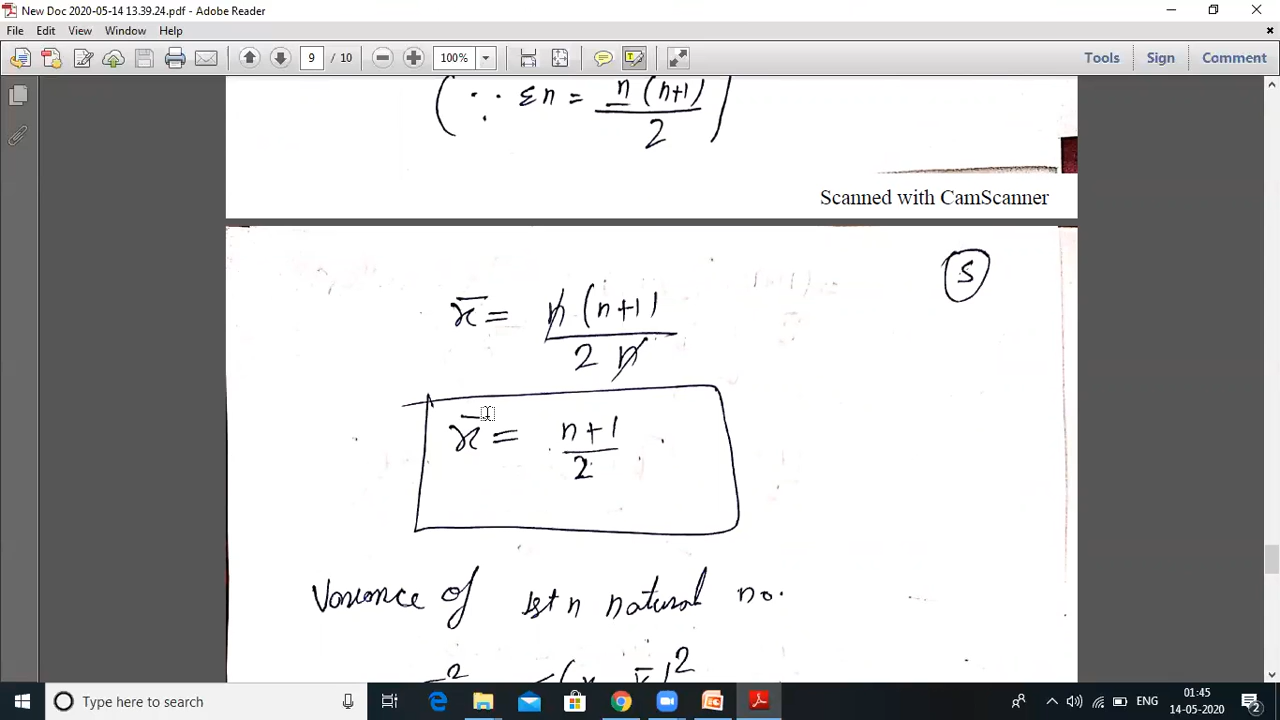 New Doc 2020-05-14 13.39.24.pdf - Adobe Reader
File Edit View Window Help
9 / 10 100% Tools Sign Comment
( ∵ Σn = n (n+1) / 2 )
Scanned with CamScanner
5
x̄ = n (n+1) / 2 n
x̄ = n+1 / 2
Variance of 1st n natural no.
Type here to search
ENG
01:45
14-05-2020
2